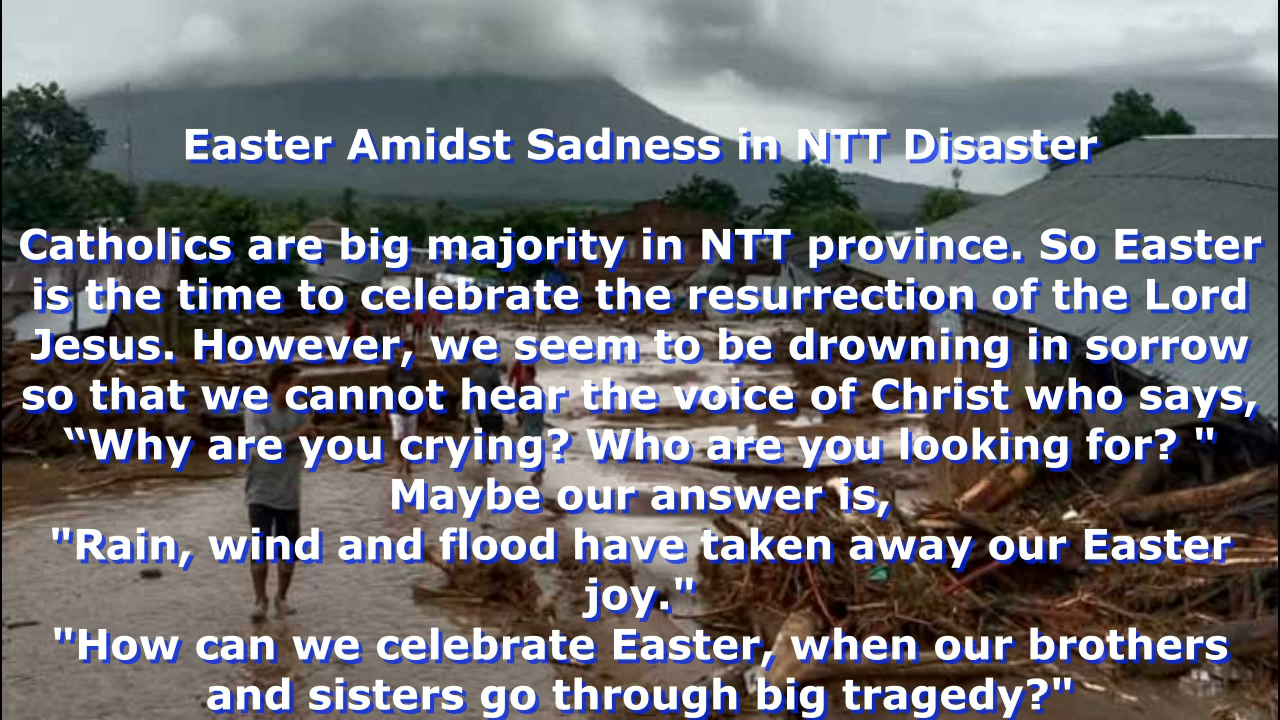 Easter Amidst Sadness in NTT Disaster
Catholics are big majority in NTT province. So Easter
is the time to celebrate the resurrection of the Lord
Jesus. However, we seem to be drowning in sorrow
so that we cannot hear the voice of Christ who says,
“Why are you crying? Who are you looking for? "
Maybe our answer is,
"Rain, wind and flood have taken away our Easter
joy."
"How can we celebrate Easter, when our brothers
and sisters go through big tragedy?"